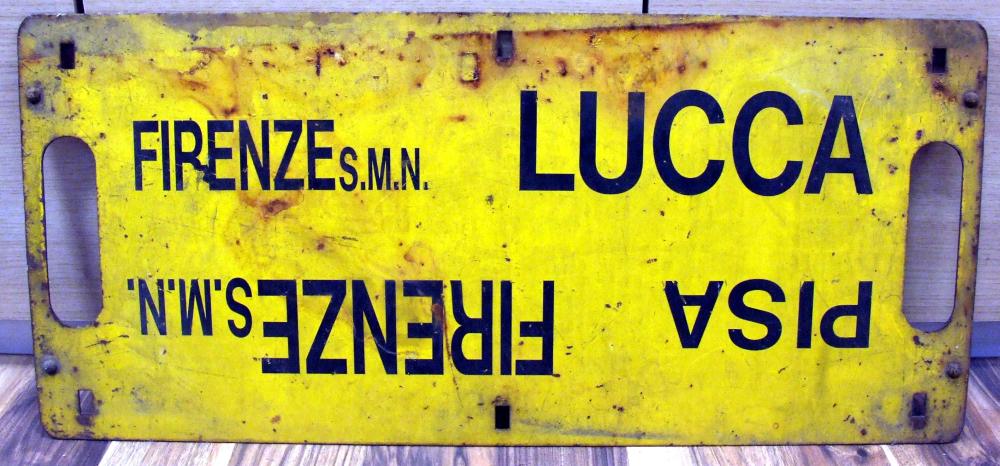 FIRENZE S.M.N. LUCCA
PISA FIRENZE S.M.N.